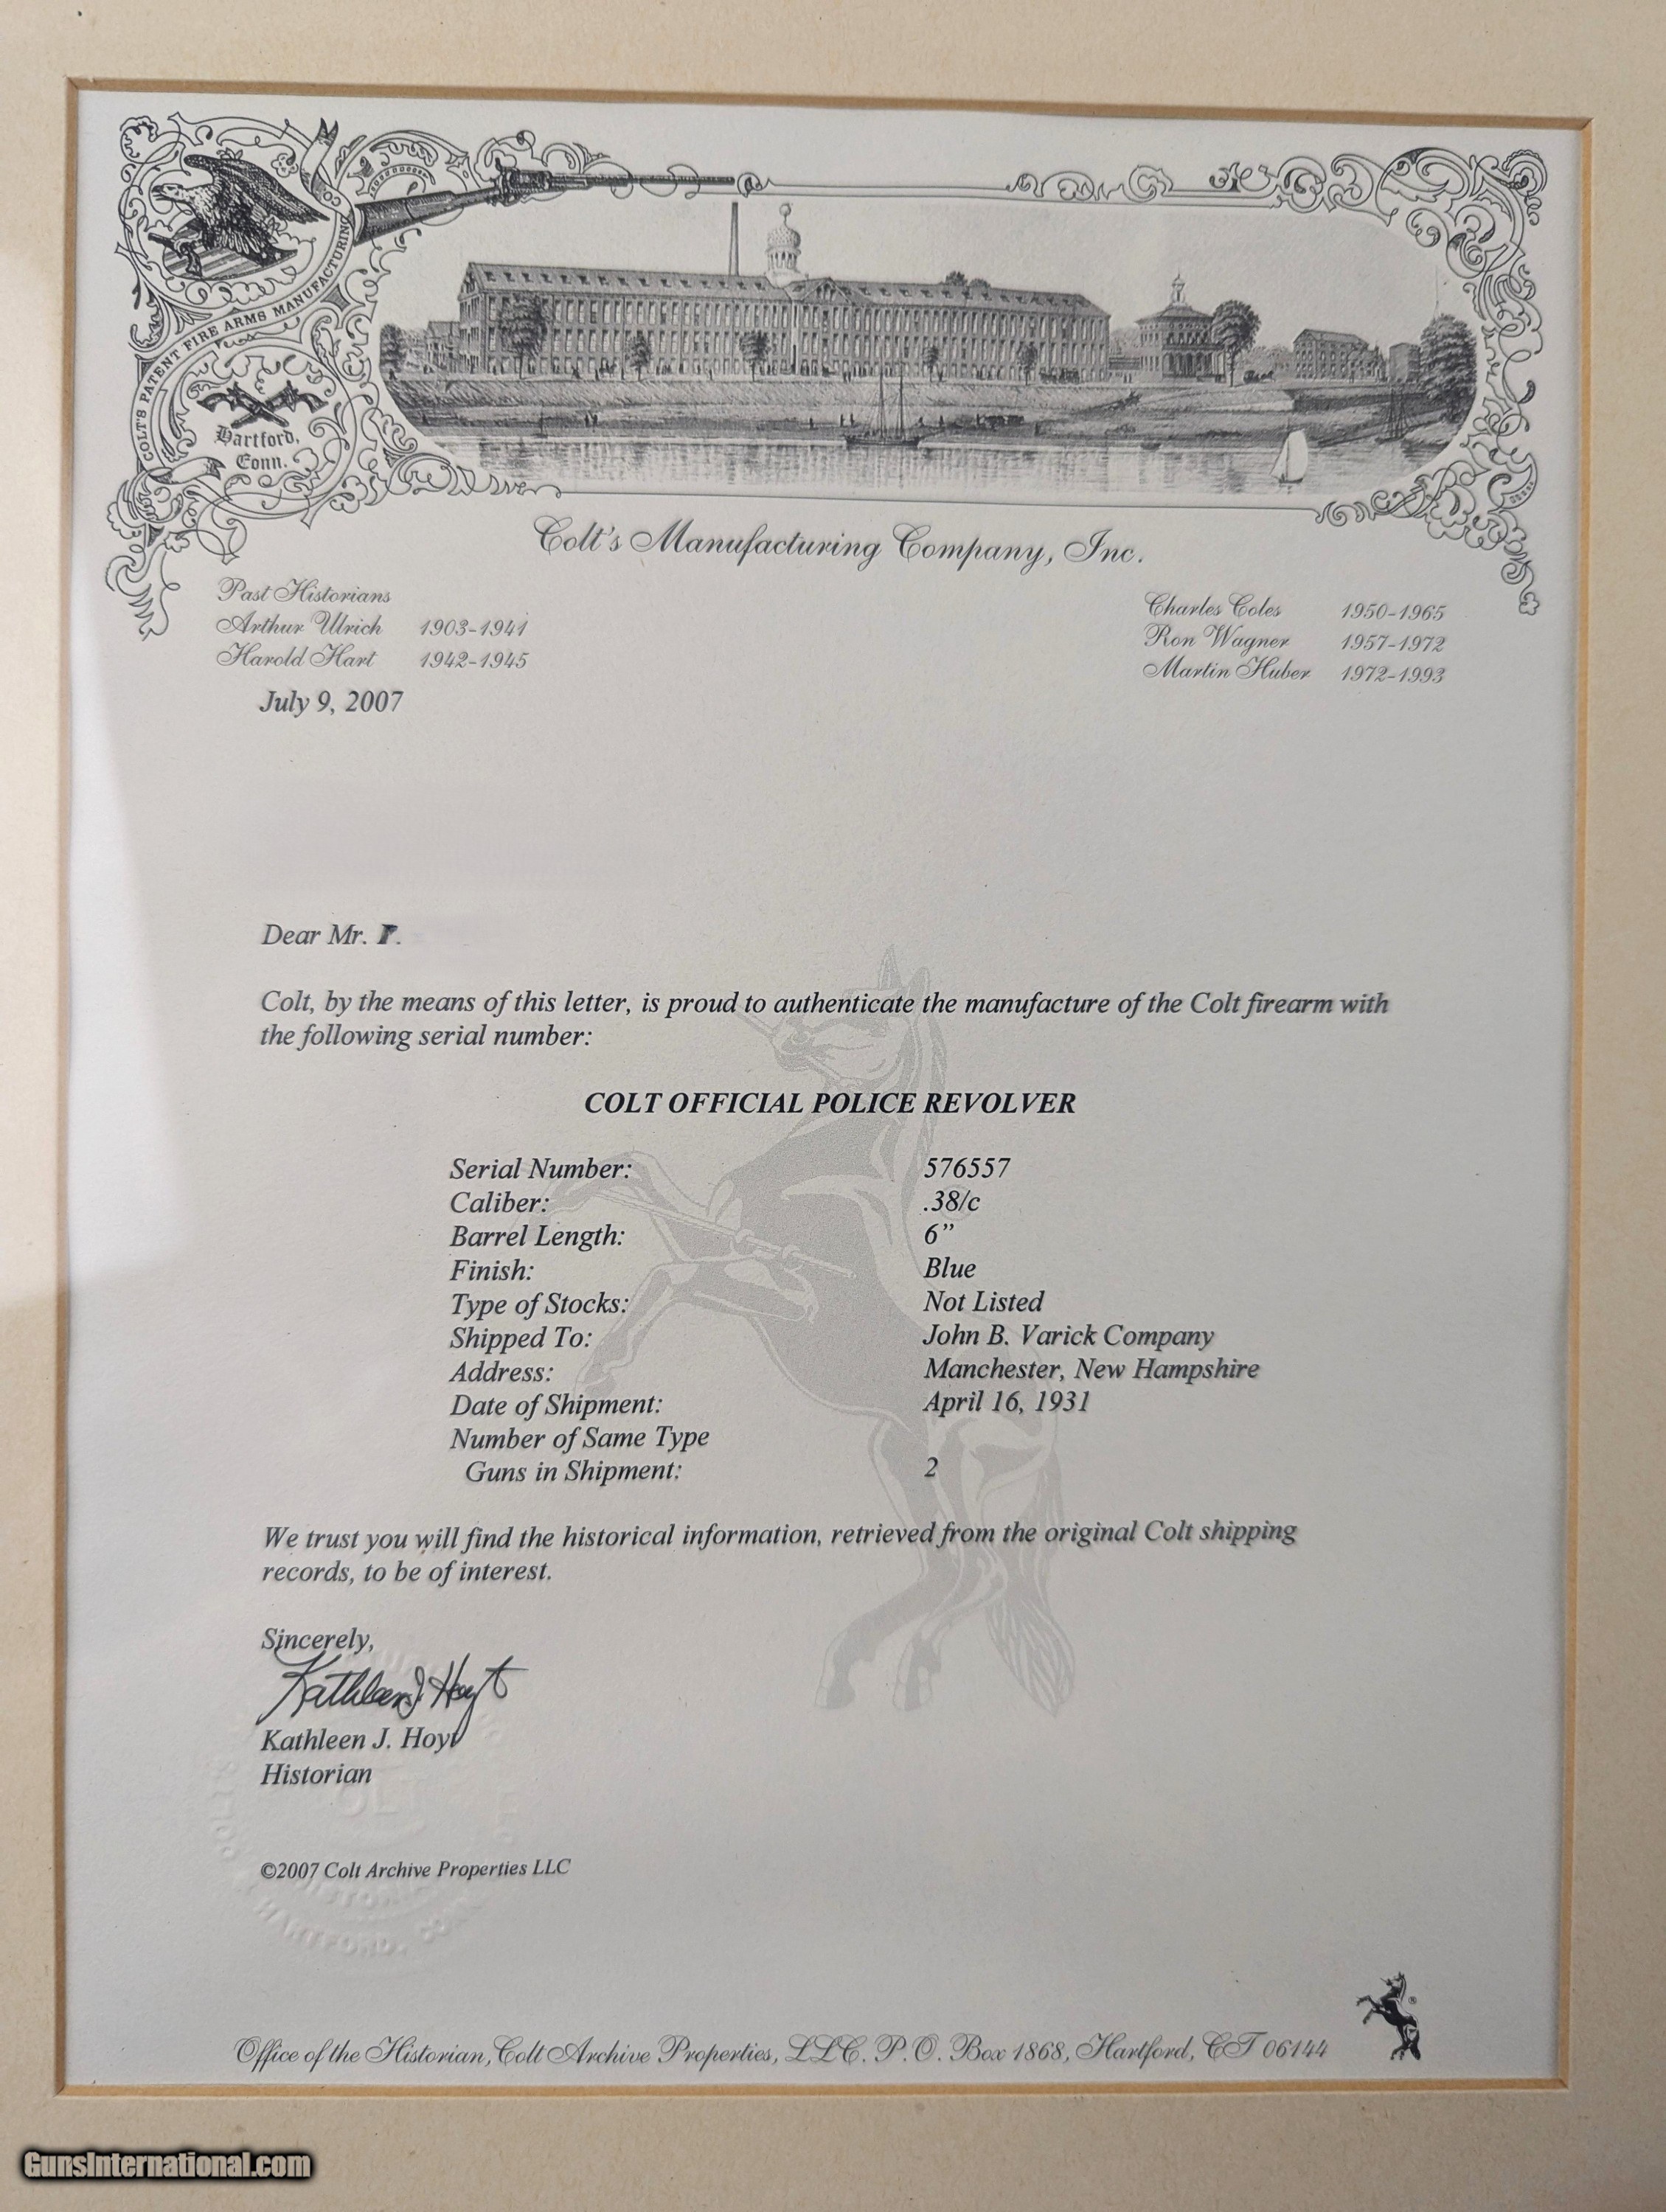 COLT'S PATENT FIRE ARMS MANUFACTURING
Hartford,
Conn.
Colt's Manufacturing Company, Inc.
Past Historians
Arthur Ulrich 1903-1941
Harold Hart 1942-1945
Charles Coles 1950-1965
Ron Wagner 1957-1972
Martin Huber 1972-1993
July 9, 2007
Dear Mr.
Colt, by the means of this letter, is proud to authenticate the manufacture of the Colt firearm with
the following serial number:
COLT OFFICIAL POLICE REVOLVER
Serial Number: 576557
Caliber: .38/c
Barrel Length: 6”
Finish: Blue
Type of Stocks: Not Listed
Shipped To: John B. Varick Company
Address: Manchester, New Hampshire
Date of Shipment: April 16, 1931
Number of Same Type
Guns in Shipment: 2
We trust you will find the historical information, retrieved from the original Colt shipping
records, to be of interest.
Sincerely,
Kathleen J. Hoyt
Kathleen J. Hoyt
Historian
©2007 Colt Archive Properties LLC
HARTFORD,
Office of the Historian, Colt Archive Properties, LLC. P.O. Box 1868, Hartford, CT 06144
®
GunsInternational.com